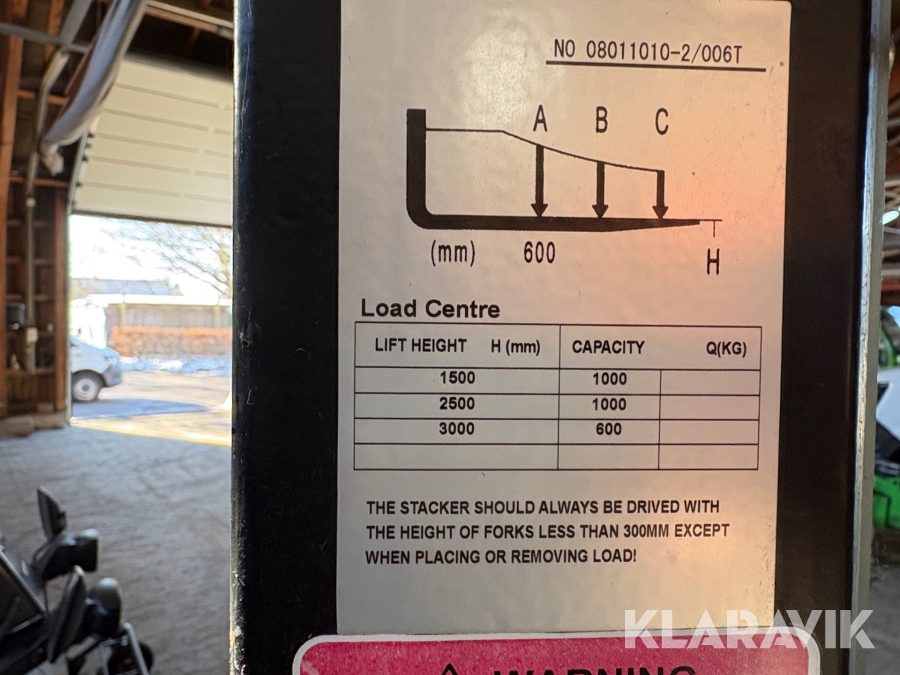 NO 08011010-2/006T
A B C
(mm) 600 H
Load Centre
LIFT HEIGHT H (mm) CAPACITY Q(KG)
1500 1000
2500 1000
3000 600
THE STACKER SHOULD ALWAYS BE DRIVED WITH
THE HEIGHT OF FORKS LESS THAN 300MM EXCEPT
WHEN PLACING OR REMOVING LOAD!
KLARAVIK
WARNING